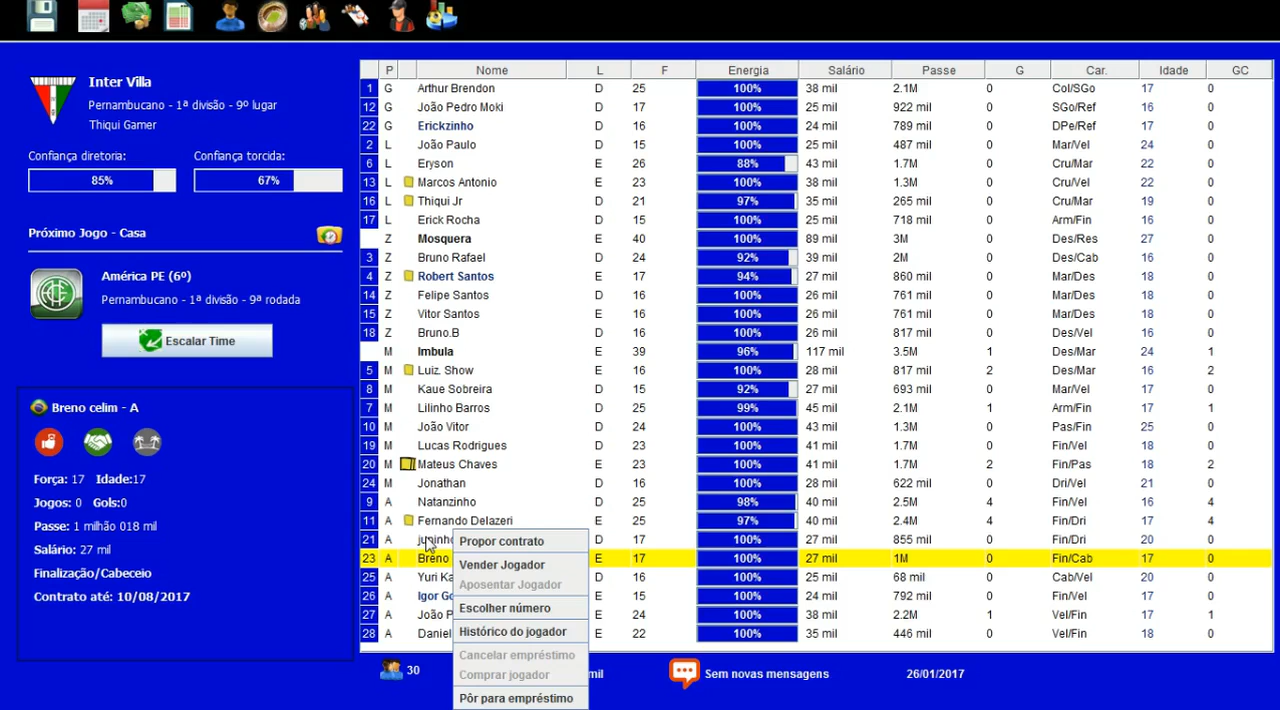 Inter Villa
Pernambucano - 1ª divisão - 9º lugar
Thiqui Gamer
Confiança diretoria: Confiança torcida:
85% 67%
Próximo Jogo - Casa
América PE (6º)
Pernambucano - 1ª divisão - 9ª rodada
Escalar Time
Breno celim - A
Força: 17 Idade:17
Jogos: 0 Gols:0
Passe: 1 milhão 018 mil
Salário: 27 mil
Finalização/Cabeceio
Contrato até: 10/08/2017
P Nome L F Energia Salário Passe G Car. Idade GC
1 G Arthur Brendon D 25 100% 38 mil 2.1M 0 Col/SGo 17 0
12 G João Pedro Moki D 17 100% 25 mil 922 mil 0 SGo/Ref 16 0
22 G Erickzinho D 16 100% 24 mil 789 mil 0 DPe/Ref 17 0
2 L João Paulo D 15 100% 25 mil 487 mil 0 Mar/Vel 24 0
6 L Eryson E 26 88% 43 mil 1.7M 0 Cru/Mar 22 0
13 L Marcos Antonio E 23 100% 38 mil 1.3M 0 Cru/Vel 22 0
16 L Thiqui Jr D 21 97% 35 mil 265 mil 0 Cru/Mar 19 0
17 L Erick Rocha D 15 100% 25 mil 718 mil 0 Arm/Fin 16 0
Z Mosquera E 40 100% 89 mil 3M 0 Des/Res 27 0
3 Z Bruno Rafael D 24 92% 39 mil 2M 0 Des/Cab 16 0
4 Z Robert Santos E 17 94% 27 mil 860 mil 0 Mar/Des 18 0
14 Z Felipe Santos D 16 100% 26 mil 761 mil 0 Mar/Des 18 0
15 Z Vitor Santos D 16 100% 26 mil 761 mil 0 Mar/Des 18 0
18 Z Bruno.B D 16 100% 26 mil 817 mil 0 Des/Vel 16 0
M Imbula E 39 96% 117 mil 3.5M 1 Des/Mar 24 1
5 M Luiz. Show E 16 100% 28 mil 817 mil 2 Des/Mar 16 2
8 M Kaue Sobreira D 15 92% 27 mil 693 mil 0 Mar/Vel 17 0
7 M Lilinho Barros D 25 99% 45 mil 2.1M 1 Arm/Fin 17 1
10 M João Vitor D 24 100% 43 mil 1.3M 0 Pas/Fin 25 0
19 M Lucas Rodrigues D 23 100% 41 mil 1.7M 0 Fin/Vel 18 0
20 M Mateus Chaves E 23 100% 41 mil 1.7M 2 Fin/Pas 18 2
24 M Jonathan D 16 100% 28 mil 622 mil 0 Dri/Vel 21 0
9 A Natanzinho D 25 98% 40 mil 2.5M 4 Fin/Vel 16 4
11 A Fernando Delazeri E 25 97% 40 mil 2.4M 4 Fin/Dri 17 4
21 A D 17 100% 27 mil 855 mil 0 Fin/Dri 20 0
23 A Breno E 17 100% 27 mil 1M 0 Fin/Cab 17 0
25 A Yuri D 16 100% 25 mil 68 mil 0 Cab/Vel 20 0
26 A Igor E 15 100% 24 mil 792 mil 0 Fin/Vel 17 0
27 A João E 24 100% 38 mil 2.2M 1 Vel/Fin 17 1
28 A Daniel E 22 100% 35 mil 446 mil 0 Vel/Fin 18 0
Propor contrato
Vender Jogador
Aposentar Jogador
Escolher número
Histórico do jogador
Cancelar empréstimo
Comprar jogador
Pôr para empréstimo
30 mil Sem novas mensagens 26/01/2017